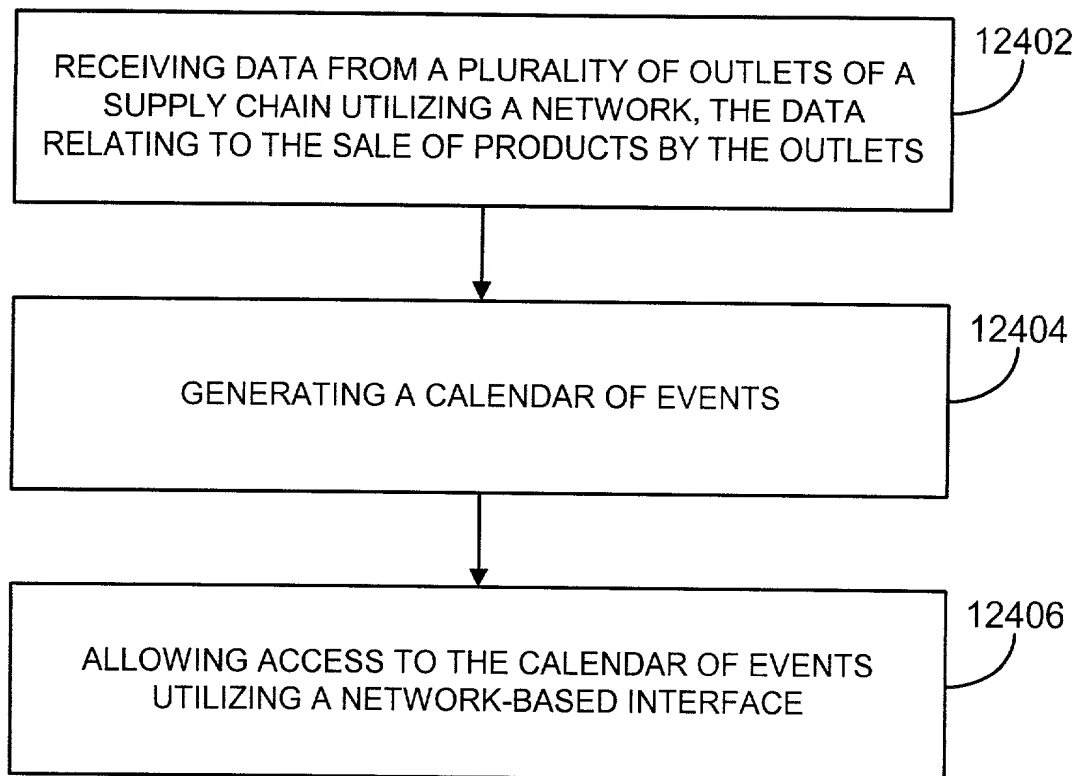 12402
RECEIVING DATA FROM A PLURALITY OF OUTLETS OF A
SUPPLY CHAIN UTILIZING A NETWORK, THE DATA
RELATING TO THE SALE OF PRODUCTS BY THE OUTLETS
12404
GENERATING A CALENDAR OF EVENTS
12406
ALLOWING ACCESS TO THE CALENDAR OF EVENTS
UTILIZING A NETWORK-BASED INTERFACE